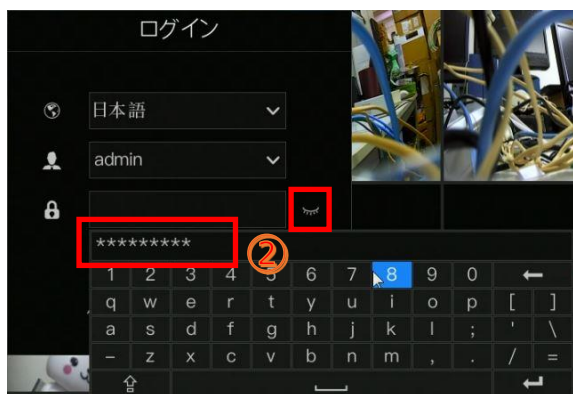 ログイン
日本語
admin
*********
②
1 2 3 4 5 6 7 8 9 0
q w e r t y u i o p [ ]
a s d f g h j k l ; ' \
- z x c v b n m , . / =